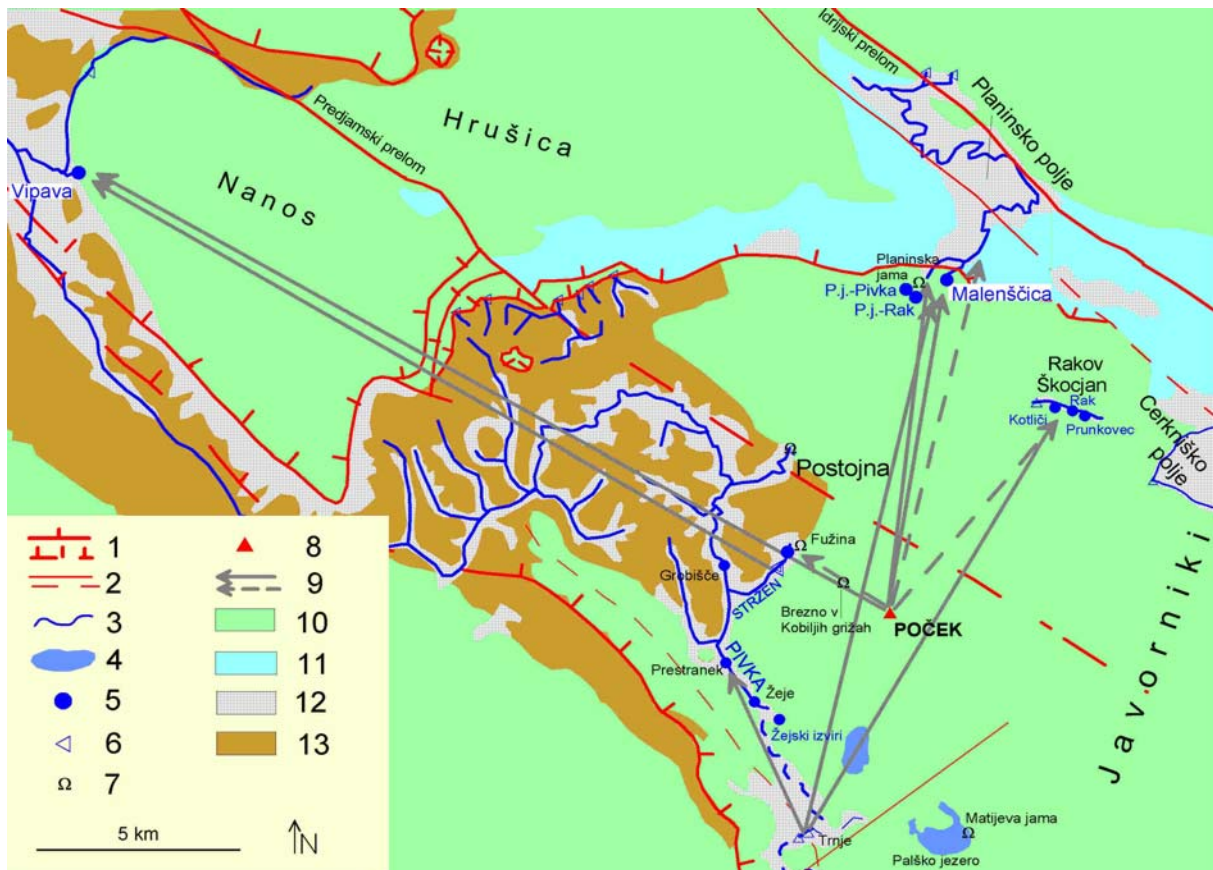 Idrijski prelom
Planinsko polje
Hrušica
Predjamski prelom
Nanos
Vipava
Planinska
jama
P.j.-Pivka
P.j.-Rak
Malenščica
Rakov
Škocjan
Rak
Kotliči
Prunkovec
Cerkniško
polje
Postojna
Fužina
Grobišče
STRŽEN
Brezno v
Kobiljih grižah
POČEK
Javorniki
PIVKA
Prestranek
Žeje
Žejski izviri
Trnje
Matijeva jama
Palško jezero
1
2
3
4
5
6
7
8
9
10
11
12
13
5 km
N